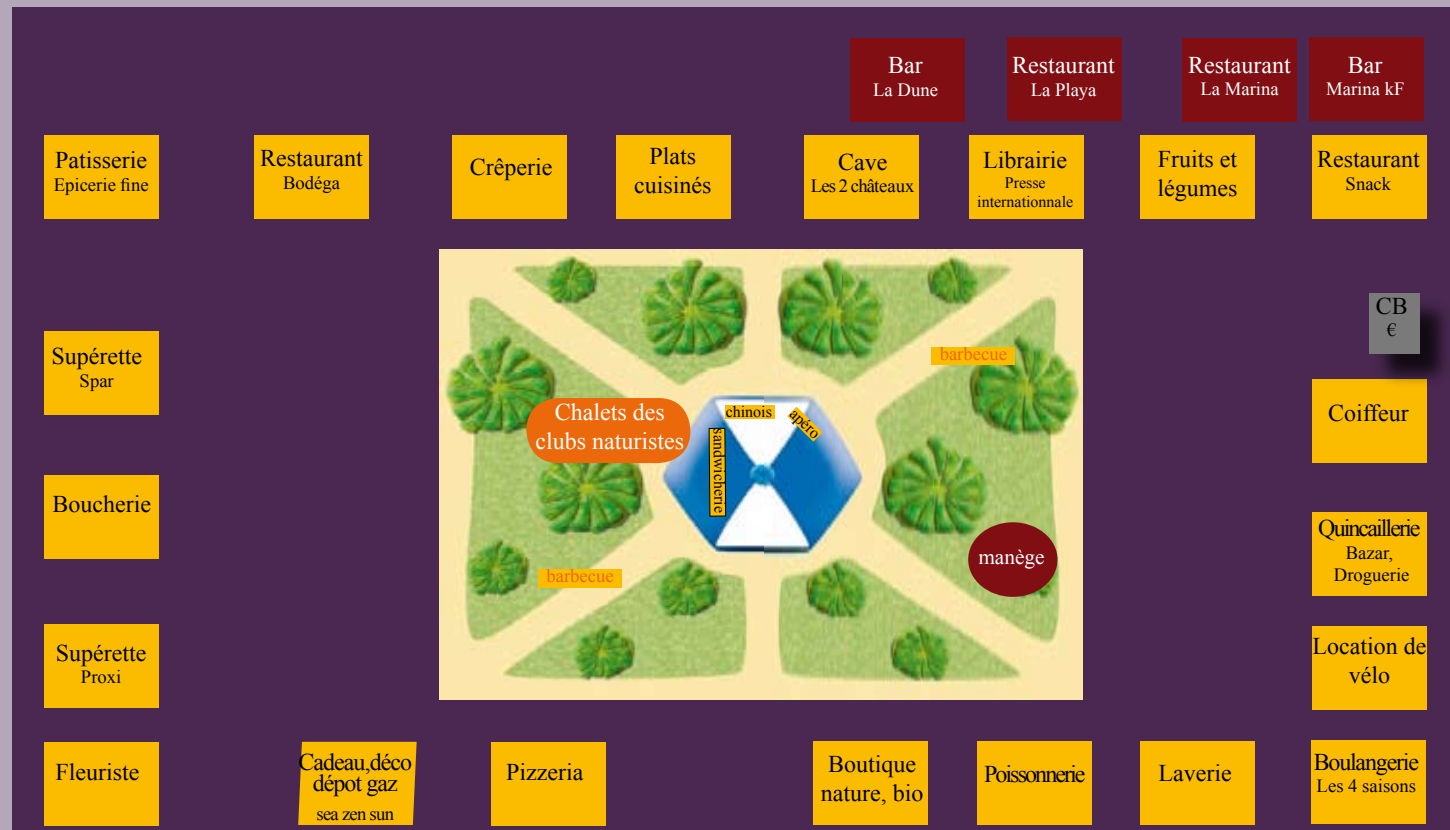 Bar
La Dune
Restaurant
La Playa
Restaurant
La Marina
Bar
Marina kF
Patisserie
Epicerie fine
Restaurant
Bodéga
Crêperie
Plats
cuisinés
Cave
Les 2 châteaux
Librairie
Presse
internationnale
Fruits et
légumes
Restaurant
Snack
CB
€
Supérette
Spar
barbecue
Chalets des
clubs naturistes
chinois
apéro
sandwicherie
Coiffeur
Boucherie
Quincaillerie
Bazar,
Droguerie
manège
barbecue
Supérette
Proxi
Location de
vélo
Fleuriste
Cadeau,déco
dépot gaz
sea zen sun
Pizzeria
Boutique
nature, bio
Poissonnerie
Laverie
Boulangerie
Les 4 saisons